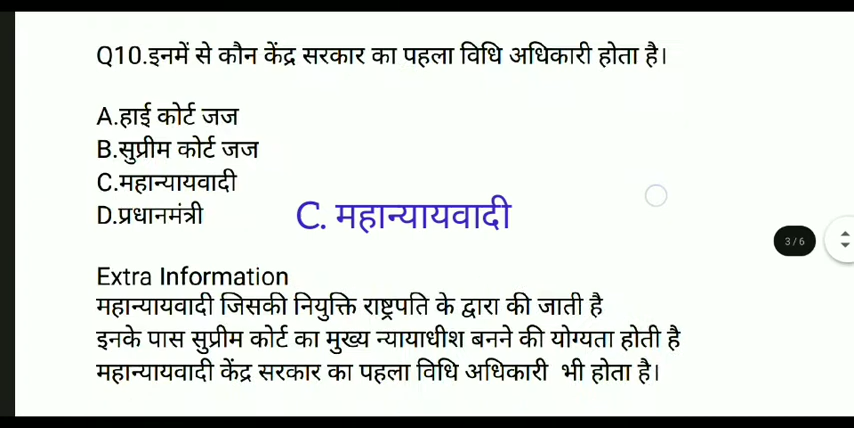 Q10.इनमें से कौन केंद्र सरकार का पहला विधि अधिकारी होता है।
A.हाई कोर्ट जज
B.सुप्रीम कोर्ट जज
C.महान्यायवादी
D.प्रधानमंत्री
C. महान्यायवादी
3/6
Extra Information
महान्यायवादी जिसकी नियुक्ति राष्ट्रपति के द्वारा की जाती है
इनके पास सुप्रीम कोर्ट का मुख्य न्यायाधीश बनने की योग्यता होती है
महान्यायवादी केंद्र सरकार का पहला विधि अधिकारी भी होता है।